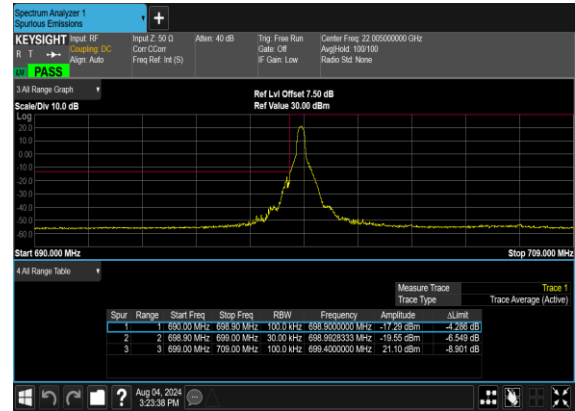 Spectrum Analyzer 1
Spurious Emissions
+
KEYSIGHT Input: RF Input Z: 50 Ω Atten: 40 dB Trig: Free Run Center Freq: 22.005000000 GHz
R T Coupling: DC Corr CCorr Gate: Off Avg|Hold: 100/100
Align: Auto Freq Ref: Int (S) IF Gain: Low Radio Std: None
PASS
3 All Range Graph
Ref Lvl Offset 7.50 dB
Scale/Div 10.0 dB Ref Value 30.00 dBm
Log
20.0
10.0
0.00
-10.0
-20.0
-30.0
-40.0
-50.0
-60.0
Start 690.000 MHz Stop 709.000 MHz
4 All Range Table
Measure Trace Trace 1
Trace Type Trace Average (Active)
Spur Range Start Freq Stop Freq RBW Frequency Amplitude ΔLimit
1 1 690.00 MHz 698.90 MHz 100.0 kHz 698.9000000 MHz -17.29 dBm -4.286 dB
2 2 698.90 MHz 699.00 MHz 30.00 kHz 698.9928333 MHz -19.55 dBm -6.549 dB
3 3 699.00 MHz 709.00 MHz 100.0 kHz 699.4000000 MHz 21.10 dBm -8.901 dB
? Aug 04, 2024
3:23:38 PM